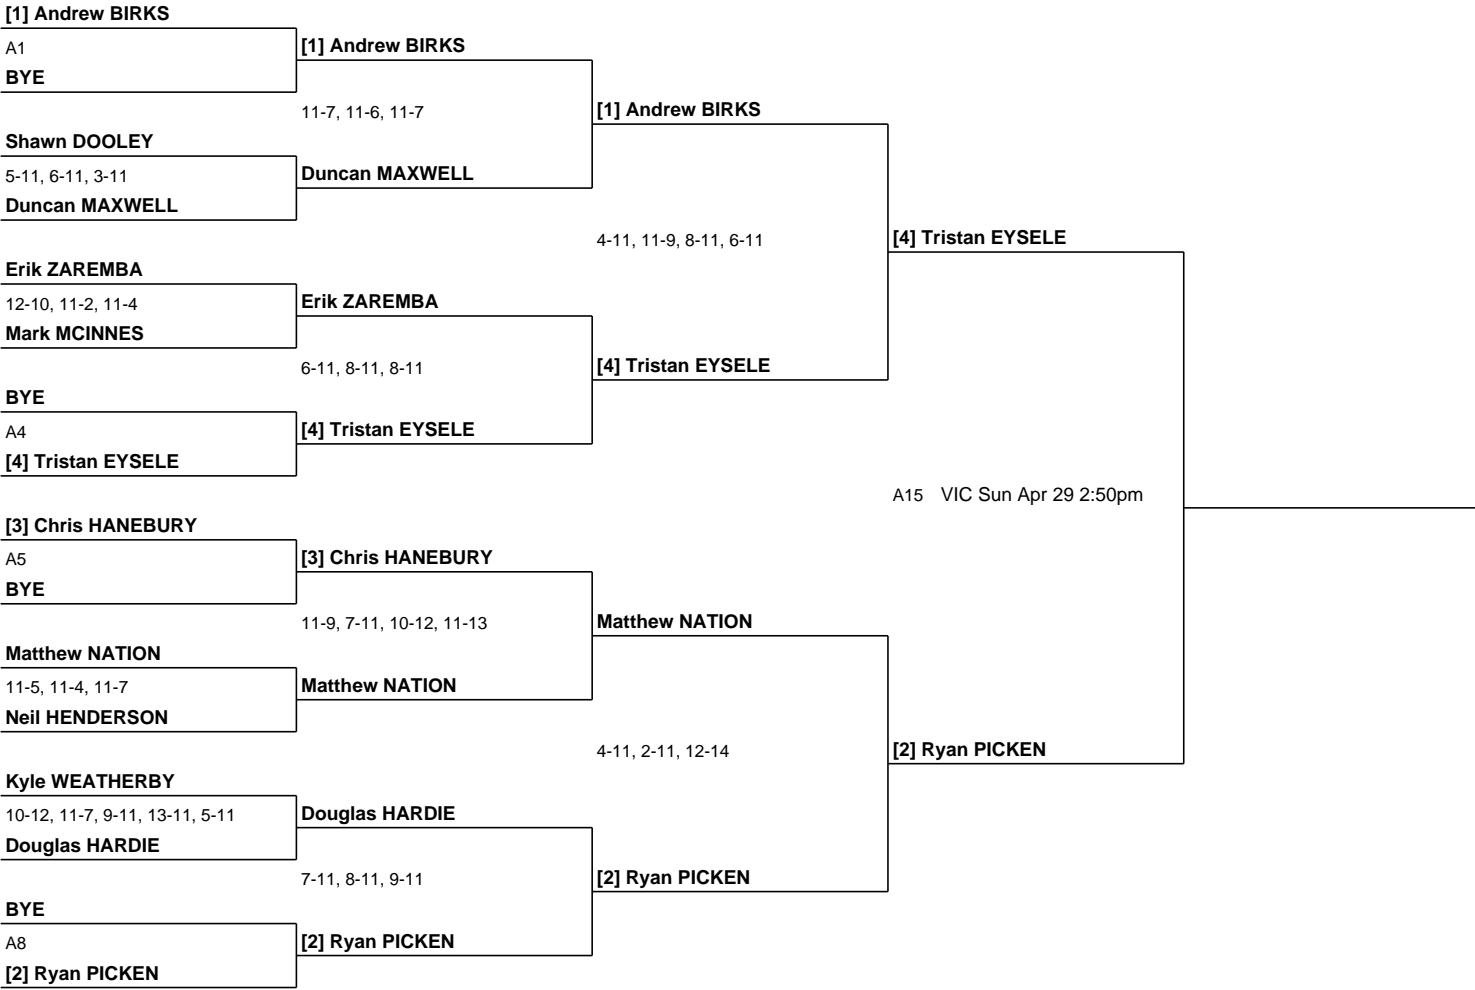 [1] Andrew BIRKS
A1
BYE
[1] Andrew BIRKS
11-7, 11-6, 11-7
[1] Andrew BIRKS
Shawn DOOLEY
5-11, 6-11, 3-11
Duncan MAXWELL
Duncan MAXWELL
4-11, 11-9, 8-11, 6-11
[4] Tristan EYSELE
Erik ZAREMBA
12-10, 11-2, 11-4
Mark MCINNES
Erik ZAREMBA
6-11, 8-11, 8-11
[4] Tristan EYSELE
BYE
A4
[4] Tristan EYSELE
[4] Tristan EYSELE
A15 VIC Sun Apr 29 2:50pm
[3] Chris HANEBURY
A5
BYE
[3] Chris HANEBURY
11-9, 7-11, 10-12, 11-13
Matthew NATION
Matthew NATION
11-5, 11-4, 11-7
Neil HENDERSON
Matthew NATION
4-11, 2-11, 12-14
[2] Ryan PICKEN
Kyle WEATHERBY
10-12, 11-7, 9-11, 13-11, 5-11
Douglas HARDIE
Douglas HARDIE
7-11, 8-11, 9-11
[2] Ryan PICKEN
BYE
A8
[2] Ryan PICKEN
[2] Ryan PICKEN